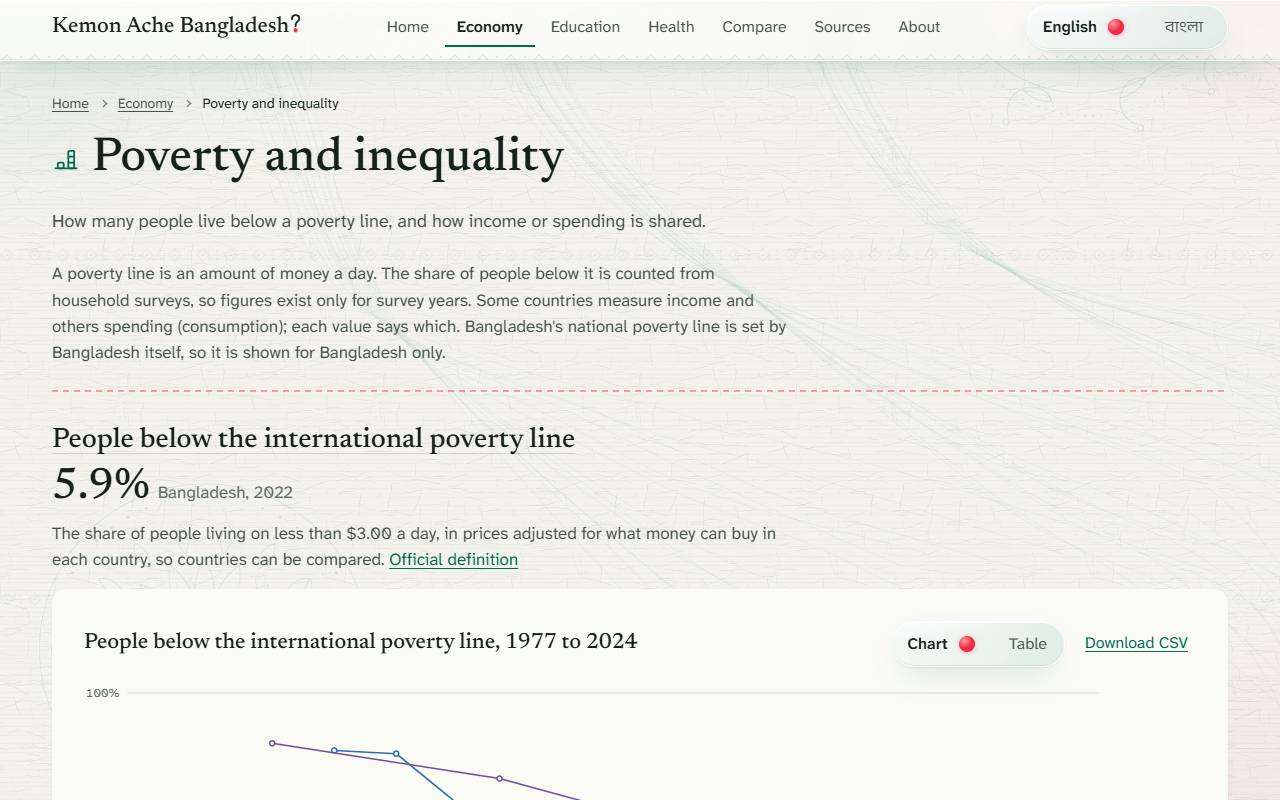 Kemon Ache Bangladesh?
Home Economy Education Health Compare Sources About
English বাংলা
Home > Economy > Poverty and inequality
Poverty and inequality
How many people live below a poverty line, and how income or spending is shared.
A poverty line is an amount of money a day. The share of people below it is counted from
household surveys, so figures exist only for survey years. Some countries measure income and
others spending (consumption); each value says which. Bangladesh's national poverty line is set by
Bangladesh itself, so it is shown for Bangladesh only.
People below the international poverty line
5.9% Bangladesh, 2022
The share of people living on less than $3.00 a day, in prices adjusted for what money can buy in
each country, so countries can be compared. Official definition
People below the international poverty line, 1977 to 2024
Chart Table Download CSV
100%